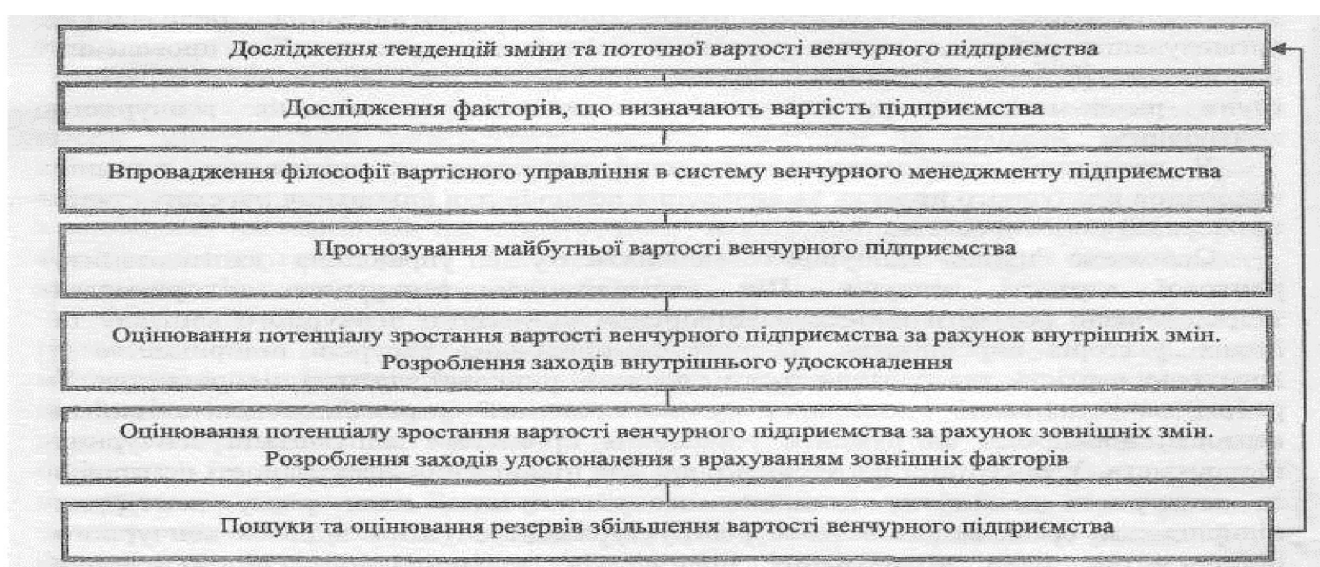 Дослідження тенденцій зміни та поточної вартості венчурного підприємства
Дослідження факторів, що визначають вартість підприємства
Впровадження філософії вартісного управління в систему венчурного менеджменту підприємства
Прогнозування майбутньої вартості венчурного підприємства
Оцінювання потенціалу зростання вартості венчурного підприємства за рахунок внутрішніх змін.
Розроблення заходів внутрішнього удосконалення
Опінювання потенціалу зростання вартості венчурного підприємства за рахунок зовнішніх змін.
Розроблення заходів удосконалення з врахуванням зовнішніх факторів
Пошуки та оцінювання резервів збільшення вартості венчурного підприємства